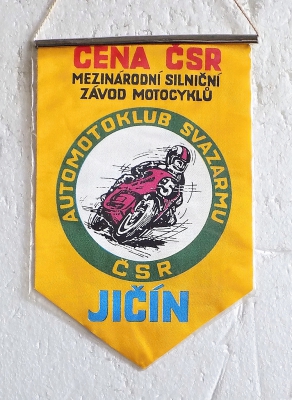 CENA ČSR
MEZINÁRODNÍ SILNIČNÍ
ZÁVOD MOTOCYKLŮ
AUTOMOTOKLUB SVAZARMU
5
ČSR
JIČÍN